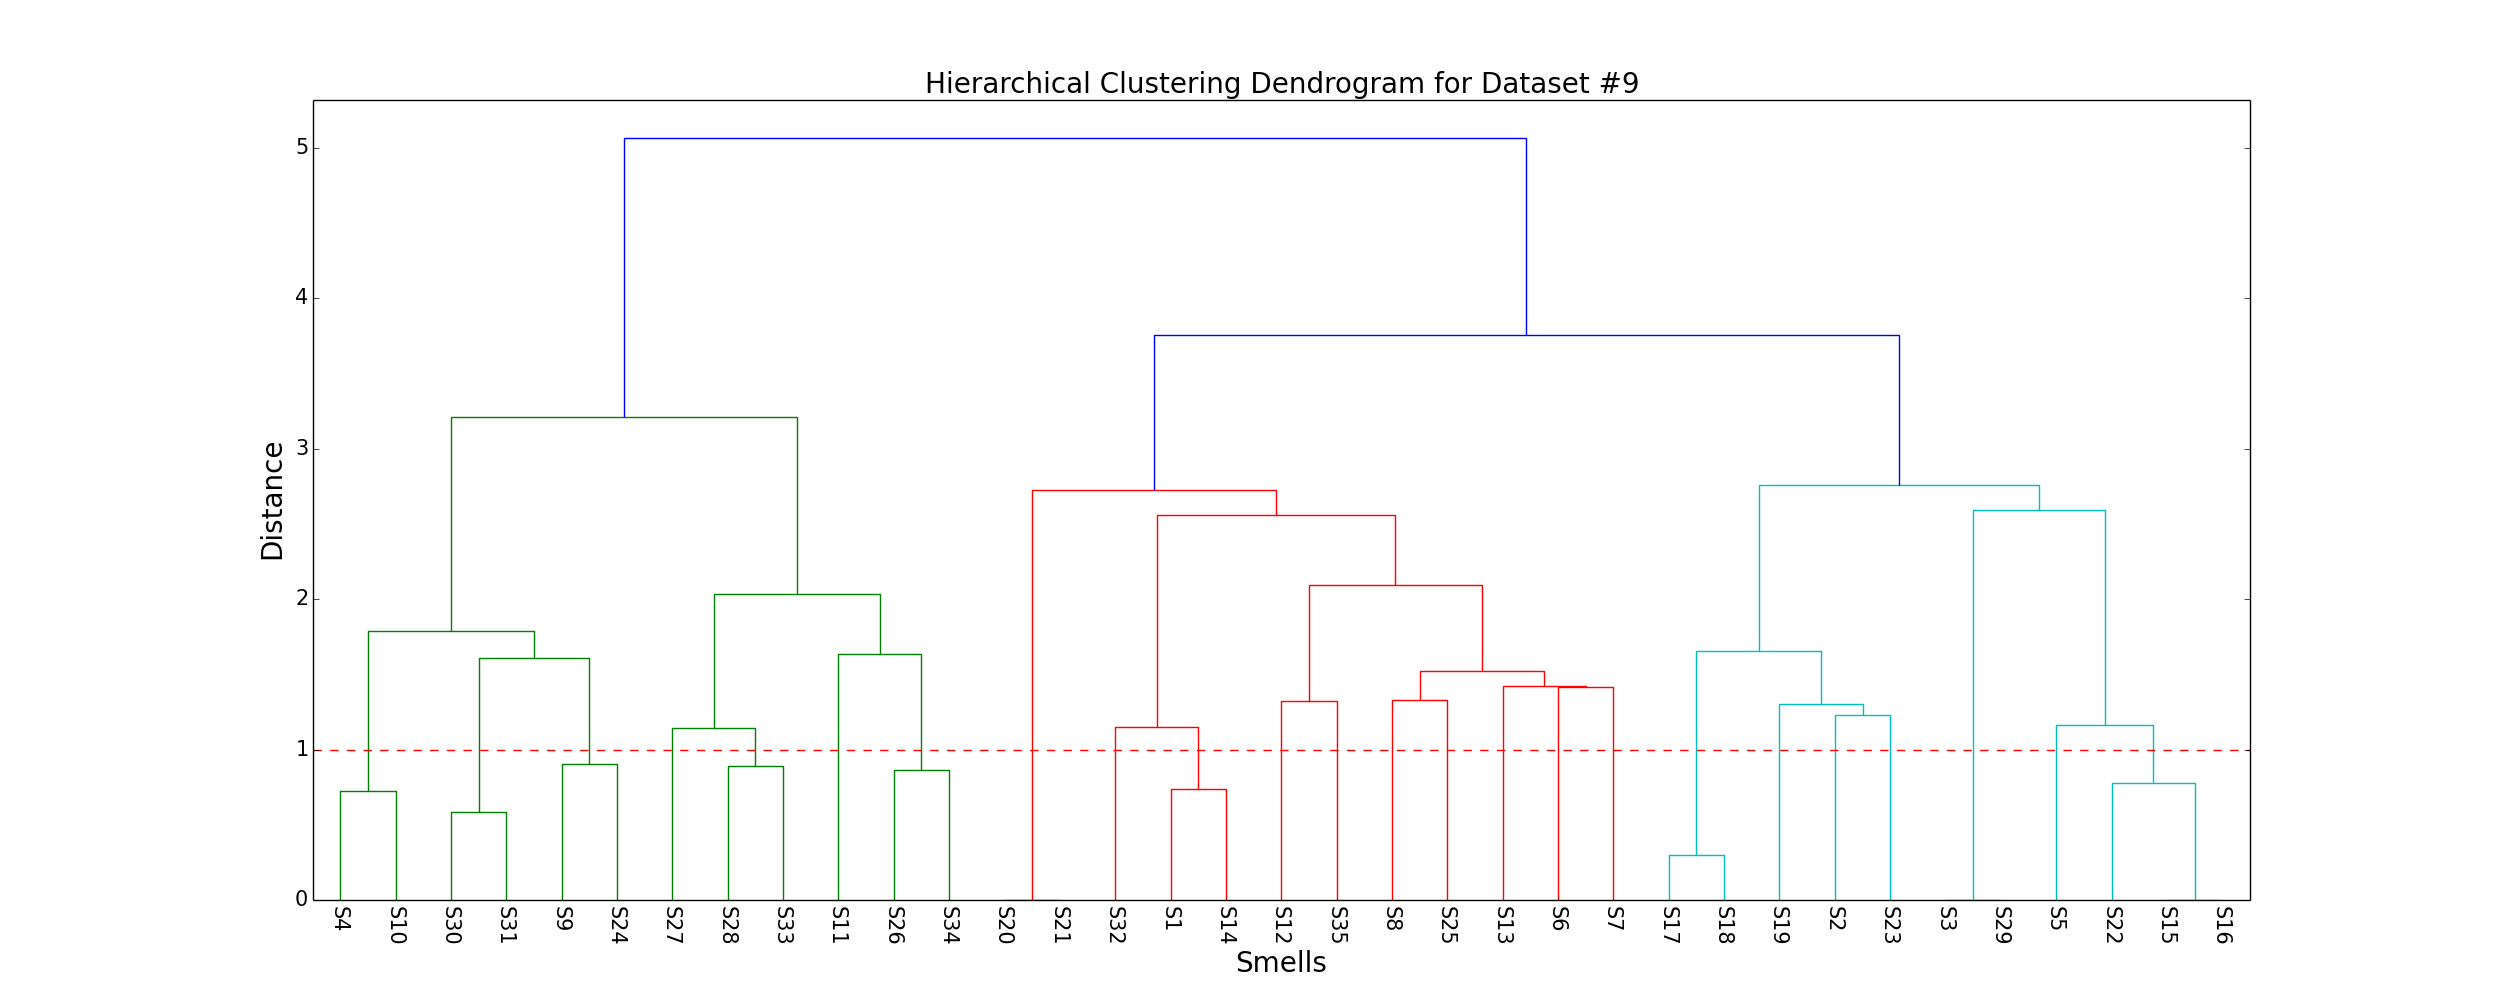 Hierarchical Clustering Dendrogram for Dataset #9
5
4
3
2
1
0
Distance
S4 S10 S30 S31 S9 S24 S27 S28 S33 S11 S26 S34 S20 S21 S32 S1 S14 S12 S35 S8 S25 S13 S6 S7 S17 S18 S19 S2 S23 S3 S29 S5 S22 S15 S16
Smells